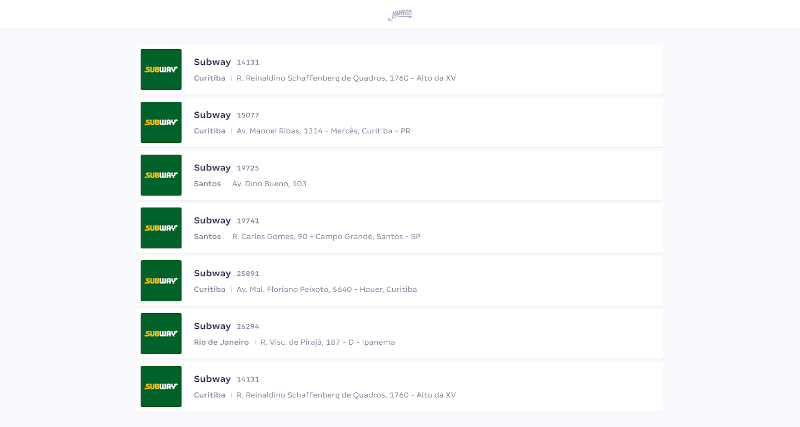 James
SUBWAY
Subway 14131
Curitiba | R. Reinaldino Schaffenberg de Quadros, 1760 - Alto da XV
SUBWAY
Subway 15077
Curitiba | Av. Manoel Ribas, 1314 - Mercês, Curitiba - PR
SUBWAY
Subway 19725
Santos Av. Dino Bueno, 103
SUBWAY
Subway 19741
Santos R. Carlos Gomes, 90 - Campo Grande, Santos - SP
SUBWAY
Subway 25891
Curitiba | Av. Mal. Floriano Peixoto, 5640 - Hauer, Curitiba
SUBWAY
Subway 26294
Rio de Janeiro | R. Visc. de Pirajá, 187 - D - Ipanema
SUBWAY
Subway 14131
Curitiba | R. Reinaldino Schaffenberg de Quadros, 1760 - Alto da XV